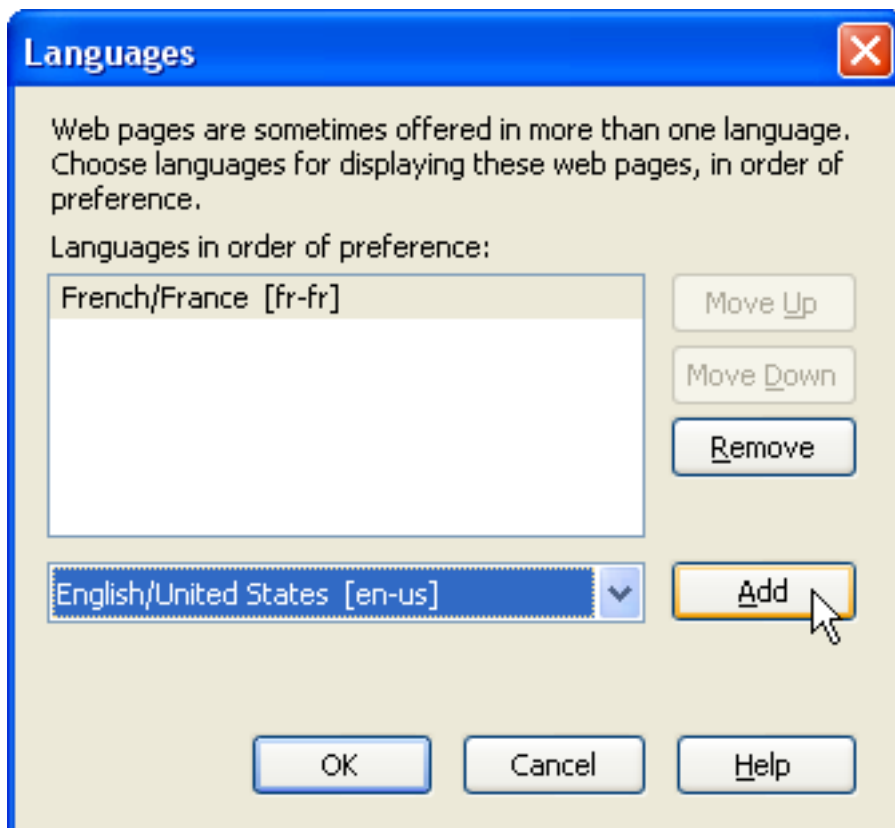 Languages
Web pages are sometimes offered in more than one language.
Choose languages for displaying these web pages, in order of
preference.
Languages in order of preference:
French/France [fr-fr]
Move Up
Move Down
Remove
English/United States [en-us]
Add
OK
Cancel
Help